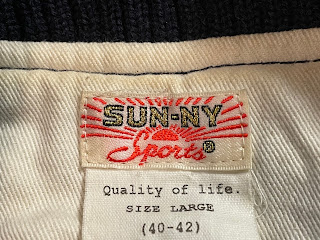 SUN-NY
Sports®
Quality of life.
SIZE LARGE
(40-42)